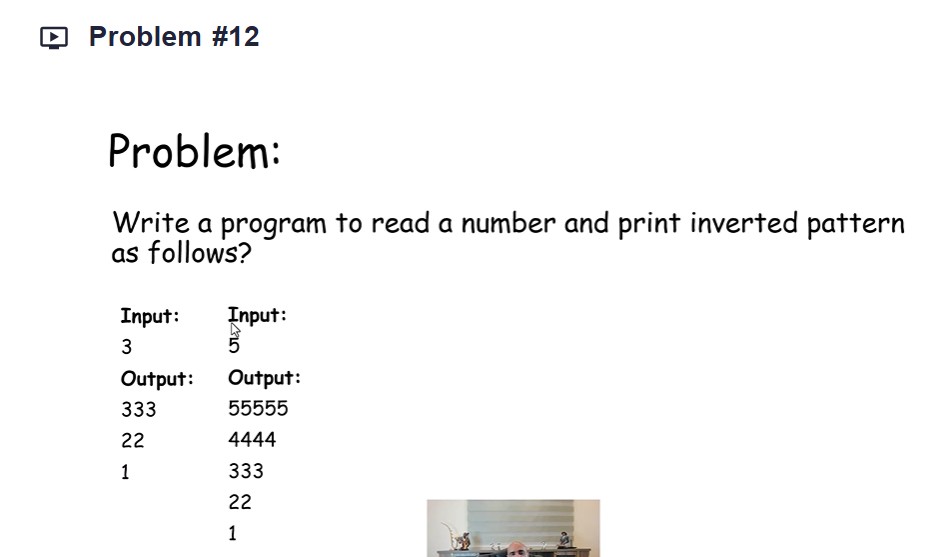 Problem #12
Problem:
Write a program to read a number and print inverted pattern
as follows?
Input:
3
Output:
333
22
1
Input:
5
Output:
55555
4444
333
22
1